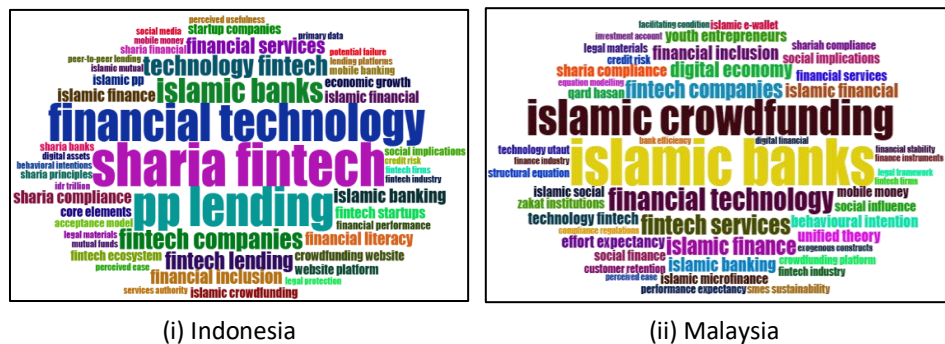 perceived usefulness
social media startup companies primary data
mobile money
sharia financial financial services potential failure
peer-to-peer lending technology fintech lending platforms
islamic mutual mobile banking
islamic pp islamic banks economic growth
islamic finance islamic financial
financial technology
sharia banks social implications
digital assets sharia fintech credit risk
behavioral intentions fintech firms
sharia principles fintech industry
idr trillion
sharia compliance pp lending islamic banking
core elements fintech startups
acceptance model financial performance
legal materials fintech companies financial literacy
mutual funds
fintech ecosystem fintech lending crowdfunding website
perceived ease website platform
financial inclusion legal protection
services authority islamic crowdfunding
(i) Indonesia
facilitating condition islamic e-wallet
investment account youth entrepreneurs
legal materials financial inclusion shariah compliance
credit risk social implications
sharia compliance digital economy financial services
equation modelling
qard hasan fintech companies islamic financial
islamic crowdfunding
bank efficiency digital financial
technology utaut islamic banks financial stability
finance industry finance instruments
structural equation legal framework
fintech firms
islamic social financial technology mobile money
zakat institutions social influence
technology fintech fintech services behavioural intention
compliance regulations
effort expectancy islamic finance unified theory
exogenous constructs
social finance islamic banking crowdfunding platform
customer retention fintech industry
perceived ease islamic microfinance
performance expectancy smes sustainability
(ii) Malaysia